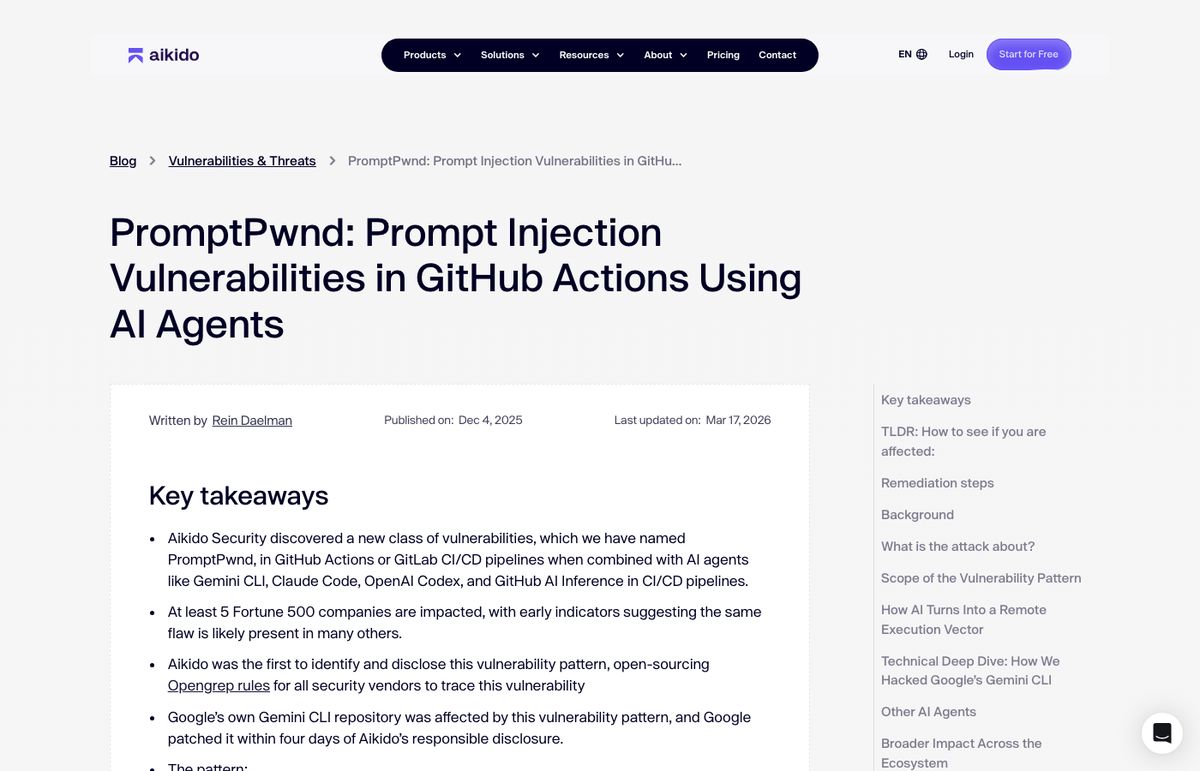 aikido
Products
Solutions
Resources
About
Pricing
Contact
EN
Login
Start for Free
Blog > Vulnerabilities & Threats > PromptPwnd: Prompt Injection Vulnerabilities in GitHu...
PromptPwnd: Prompt Injection
Vulnerabilities in GitHub Actions Using
AI Agents
Written by Rein Daelman
Published on: Dec 4, 2025
Last updated on: Mar 17, 2026
Key takeaways
• Aikido Security discovered a new class of vulnerabilities, which we have named
PromptPwnd, in GitHub Actions or GitLab CI/CD pipelines when combined with AI agents
like Gemini CLI, Claude Code, OpenAI Codex, and GitHub AI Inference in CI/CD pipelines.
• At least 5 Fortune 500 companies are impacted, with early indicators suggesting the same
flaw is likely present in many others.
• Aikido was the first to identify and disclose this vulnerability pattern, open-sourcing
Opengrep rules for all security vendors to trace this vulnerability
• Google’s own Gemini CLI repository was affected by this vulnerability pattern, and Google
patched it within four days of Aikido’s responsible disclosure.
• The pattern:
Key takeaways
TLDR: How to see if you are
affected:
Remediation steps
Background
What is the attack about?
Scope of the Vulnerability Pattern
How AI Turns Into a Remote
Execution Vector
Technical Deep Dive: How We
Hacked Google’s Gemini CLI
Other AI Agents
Broader Impact Across the
Ecosystem